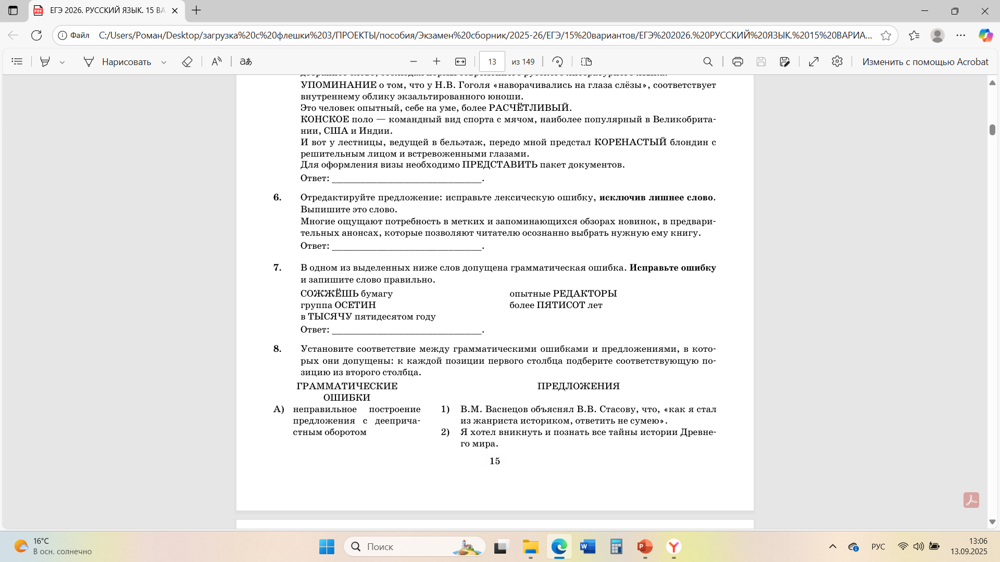 ЕГЭ 2026. РУССКИЙ ЯЗЫК. 15 ВА
Файл
C:/Users/Роман/Desktop/загрузка%20с%20флешки%203/ПРОЕКТЫ/пособия/Экзамен%20сборник/2025-26/ЕГЭ/15%20вариантов/ЕГЭ%202026.%20РУССКИЙ%20ЯЗЫК.%2015%20ВАРИА...
Нарисовать
аあ
13 из 149
Изменить с помощью Acrobat
УПОМИНАНИЕ о том, что у Н.В. Гоголя «наворачивались на глаза слёзы», соответствует
внутреннему облику экзальтированного юноши.
Это человек опытный, себе на уме, более РАСЧЁТЛИВЫЙ.
КОНСКОЕ поло — командный вид спорта с мячом, наиболее популярный в Великобрита-
нии, США и Индии.
И вот у лестницы, ведущей в бельэтаж, передо мной предстал КОРЕНАСТЫЙ блондин с
решительным лицом и встревоженными глазами.
Для оформления визы необходимо ПРЕДСТАВИТЬ пакет документов.
Ответ: ___________________________.
6. Отредактируйте предложение: исправьте лексическую ошибку, исключив лишнее слово.
Выпишите это слово.
Многие ощущают потребность в метких и запоминающихся обзорах новинок, в предвари-
тельных анонсах, которые позволяют читателю осознанно выбрать нужную ему книгу.
Ответ: ___________________________.
7. В одном из выделенных ниже слов допущена грамматическая ошибка. Исправьте ошибку
и запишите слово правильно.
СОЖЖЁШЬ бумагу
группа ОСЕТИН
в ТЫСЯЧУ пятидесятом году
опытные РЕДАКТОРЫ
более ПЯТИСОТ лет
Ответ: ___________________________.
8. Установите соответствие между грамматическими ошибками и предложениями, в кото-
рых они допущены: к каждой позиции первого столбца подберите соответствующую по-
зицию из второго столбца.
ГРАММАТИЧЕСКИЕ
ОШИБКИ
А) неправильное построение
предложения с дееприча-
стным оборотом
ПРЕДЛОЖЕНИЯ
1) В.М. Васнецов объяснял В.В. Стасову, что, «как я стал
из жанриста историком, ответить не сумею».
2) Я хотел вникнуть и познать все тайны истории Древне-
го мира.
15
16°C
В осн. солнечно
Поиск
РУС
13:06
13.09.2025